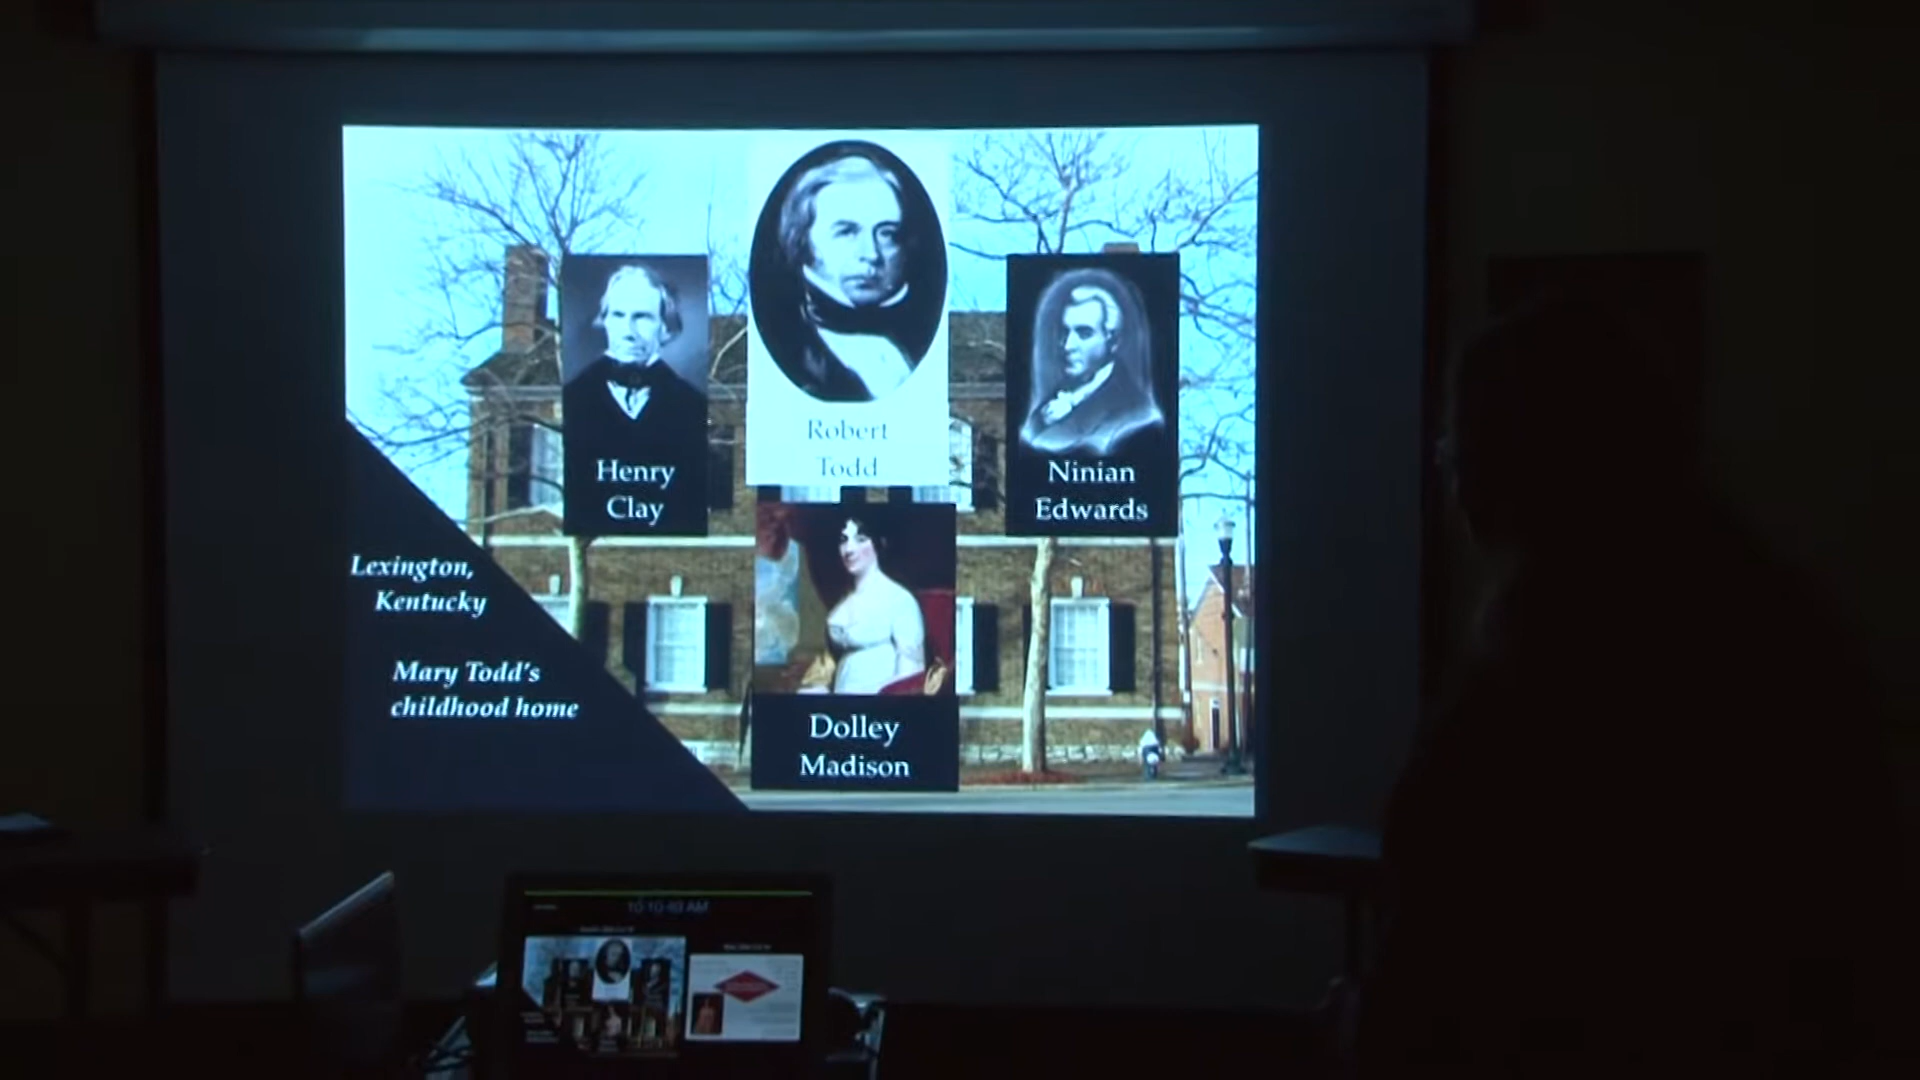 Robert
Todd
Henry
Clay
Ninian
Edwards
Lexington,
Kentucky
Mary Todd's
childhood home
Dolley
Madison